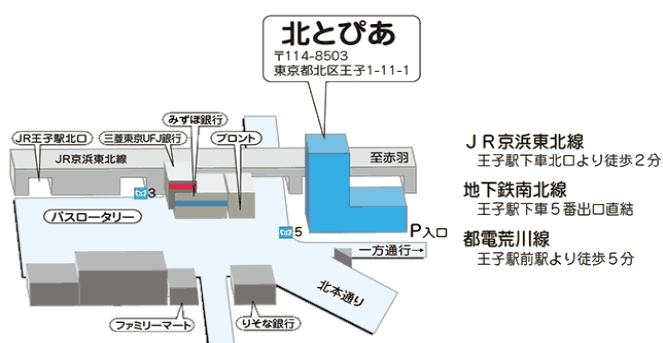 北とぴあ
〒114-8503
東京都北区王子1-11-1
みずほ銀行
JR王子駅北口
三菱東京UFJ銀行
プロント
JR京浜東北線
至赤羽
3
バスロータリー
5
P入口
一方通行→
北本通り
ファミリーマート
りそな銀行
ＪＲ京浜東北線
王子駅下車北口より徒歩２分
地下鉄南北線
王子駅下車５番出口直結
都電荒川線
王子駅前駅より徒歩５分